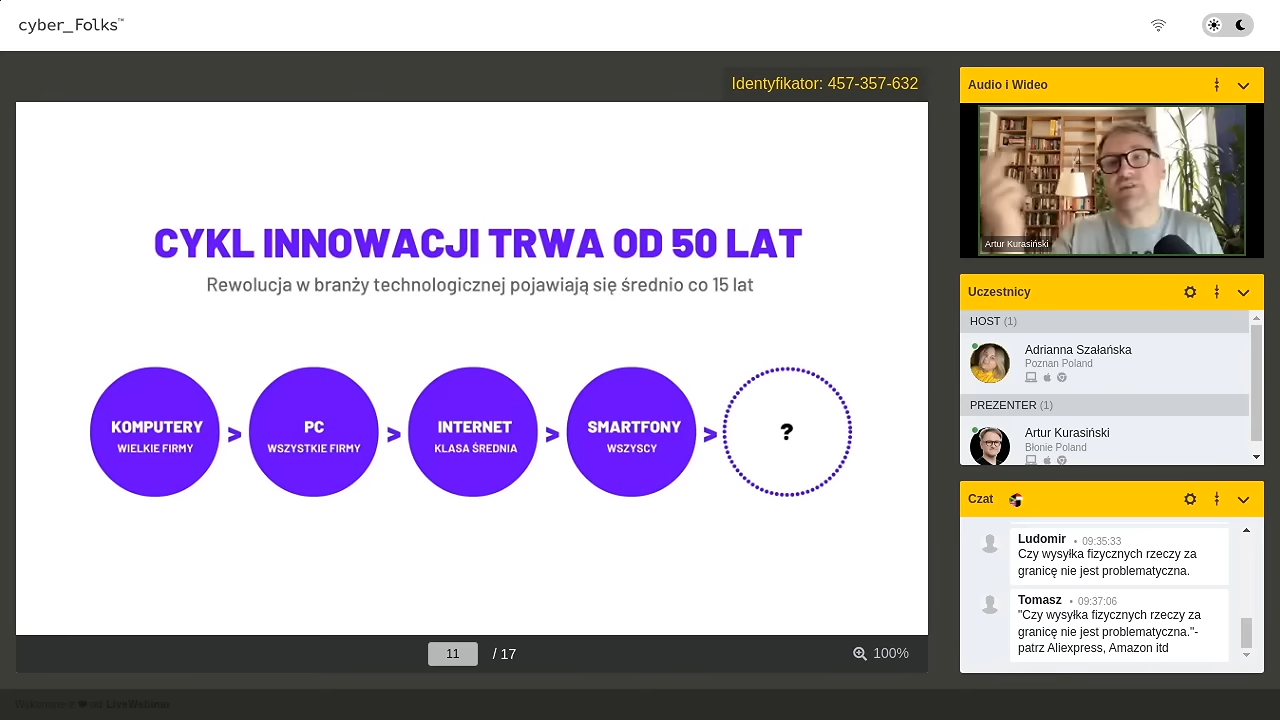 cyber_Folks™
Identyfikator: 457-357-632
CYKL INNOWACJI TRWA OD 50 LAT
Rewolucja w branży technologicznej pojawiają się średnio co 15 lat
KOMPUTERY
WIELKIE FIRMY
>
PC
WSZYSTKIE FIRMY
>
INTERNET
KLASA ŚREDNIA
>
SMARTFONY
WSZYSCY
>
?
11 / 17
100%
Audio i Wideo
Artur Kurasiński
Uczestnicy
HOST (1)
Adrianna Szałańska
Poznan Poland
PREZENTER (1)
Artur Kurasiński
Błonie Poland
Czat
Ludomir • 09:35:33
Czy wysyłka fizycznych rzeczy za
granicę nie jest problematyczna.
Tomasz • 09:37:06
"Czy wysyłka fizycznych rzeczy za
granicę nie jest problematyczna."-
patrz Aliexpress, Amazon itd
LiveWebinar